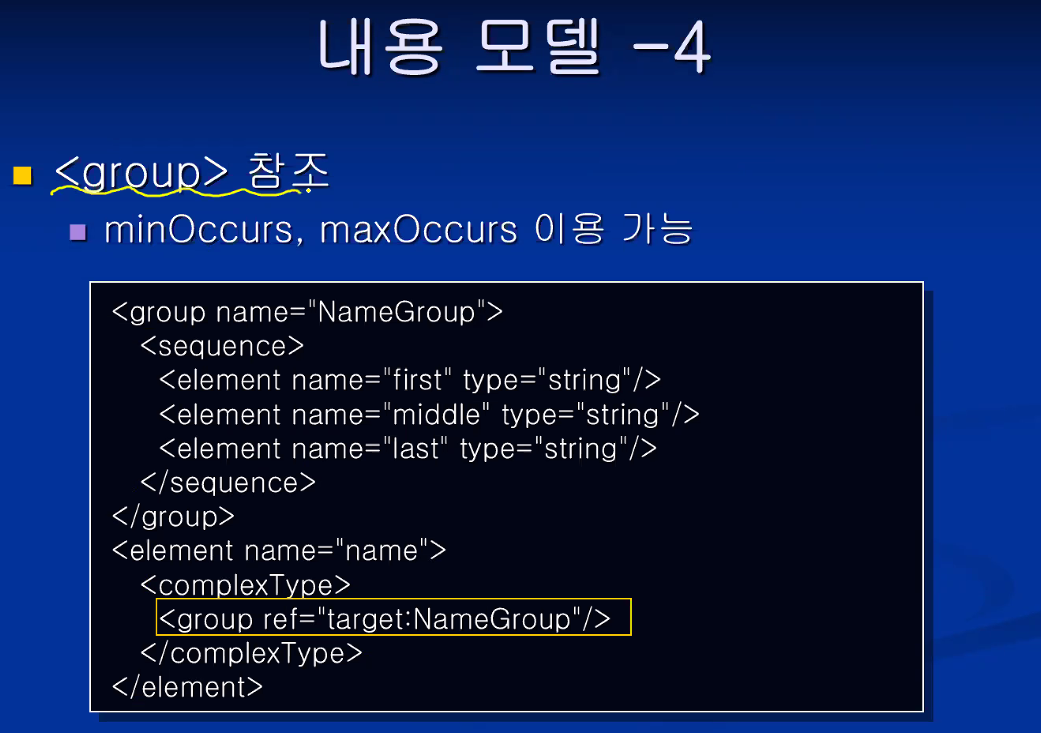 내용 모델 -4
<group> 참조
minOccurs, maxOccurs 이용 가능
<group name="NameGroup">
<sequence>
<element name="first" type="string"/>
<element name="middle" type="string"/>
<element name="last" type="string"/>
</sequence>
</group>
<element name="name">
<complexType>
<group ref="target:NameGroup"/>
</complexType>
</element>